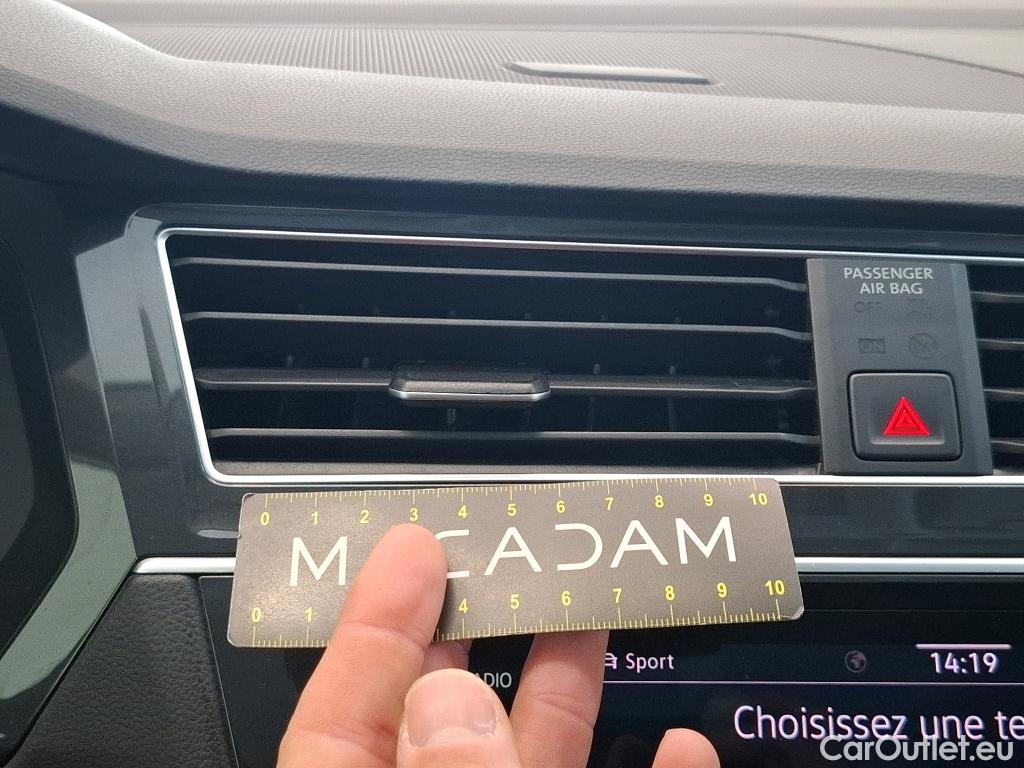 PASSENGER
AIR BAG
OFF
ON
0 1 2 3 4 5 6 7 8 9 10
M CADAM
0 1 4 5 6 7 8 9 10
ADIO
Sport
14:19
Choisissez une te
CarOutlet.eu